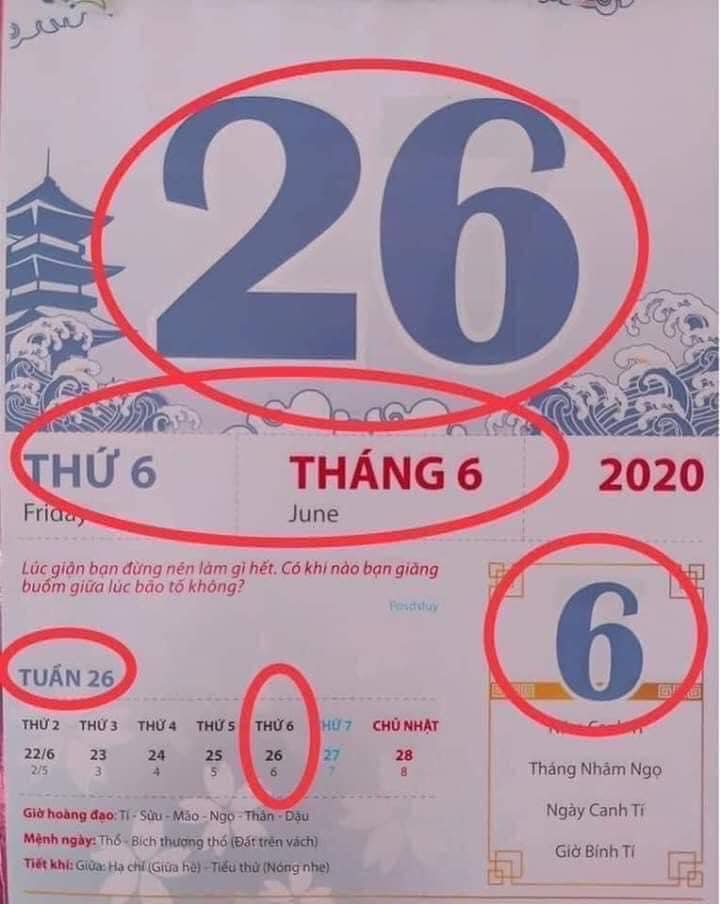 26
THỨ 6 THÁNG 6 2020
Friday June
Lúc giận bạn đừng nên làm gì hết. Có khi nào bạn giăng
buồm giữa lúc bão tố không?
6
TUẦN 26
THỨ 2 THỨ 3 THỨ 4 THỨ 5 THỨ 6 THỨ 7 CHỦ NHẬT
22/6 23 24 25 26 27 28
2/5 3 4 5 6 7 8
Tháng Nhâm Ngọ
Ngày Canh Tí
Giờ Bính Tí
Giờ hoàng đạo: Tí - Sửu - Mão - Ngọ - Thân - Dậu
Mệnh ngày: Thổ - Bích thượng thổ (Đất trên vách)
Tiết khí: Giữa: Hạ chí (Giữa hè) - Tiểu thử (Nóng nhẹ)